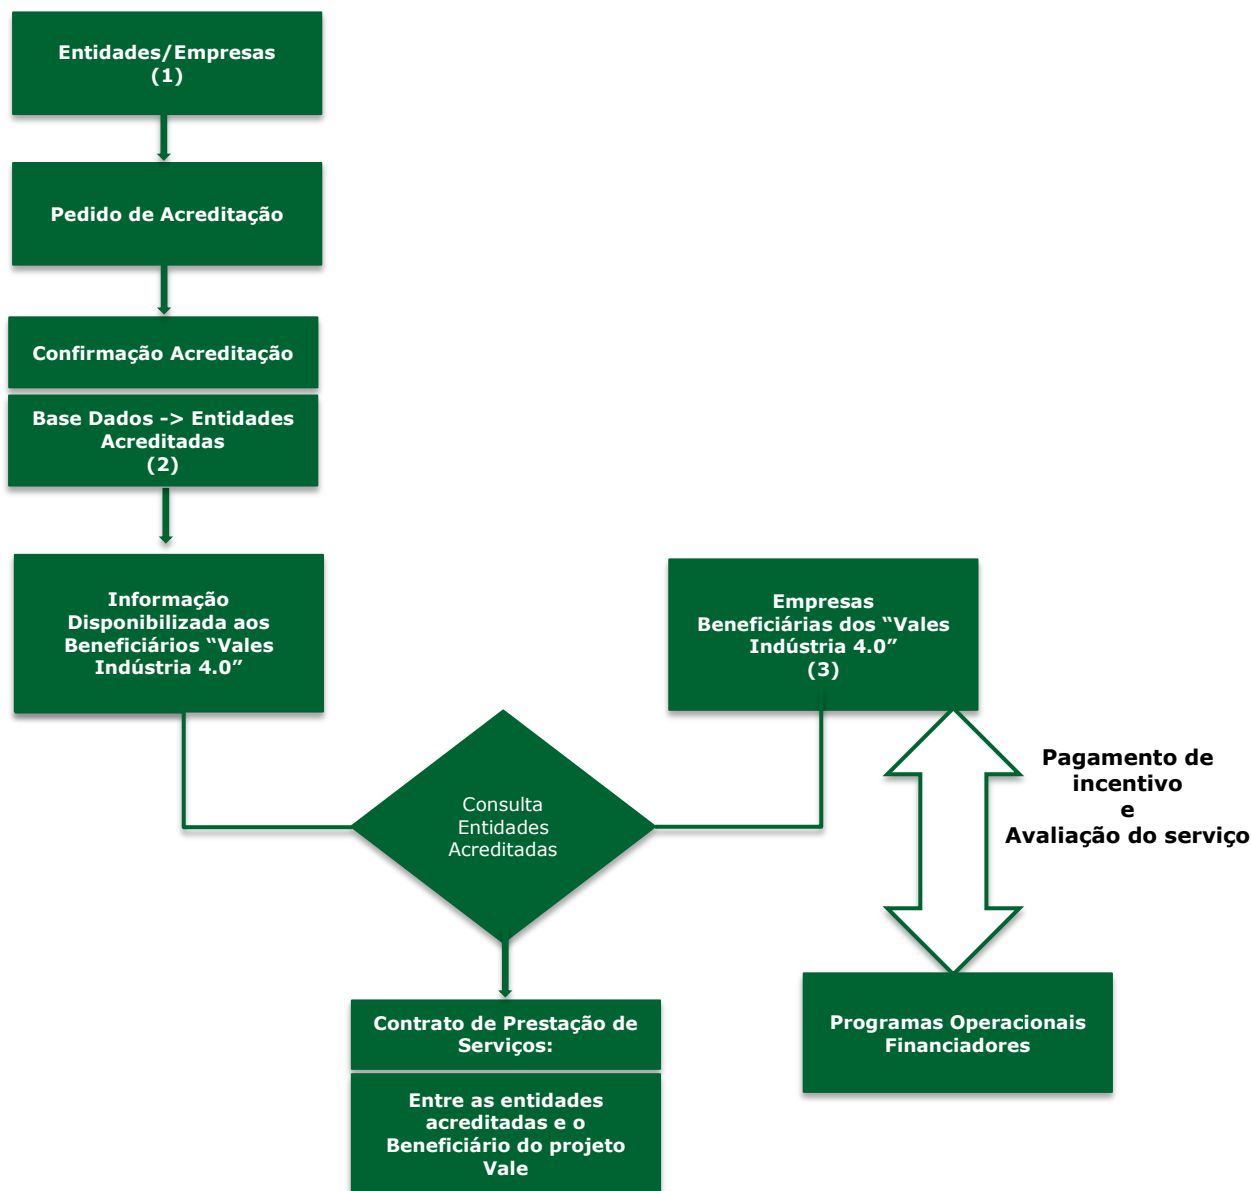 Entidades/Empresas
(1)
Pedido de Acreditação
Confirmação Acreditação
Base Dados -> Entidades
Acreditadas
(2)
Informação
Disponibilizada aos
Beneficiários “Vales
Indústria 4.0”
Empresas
Beneficiárias dos “Vales
Indústria 4.0”
(3)
Consulta
Entidades
Acreditadas
Pagamento de
incentivo
e
Avaliação do serviço
Contrato de Prestação de
Serviços:
Entre as entidades
acreditadas e o
Beneficiário do projeto
Vale
Programas Operacionais
Financiadores